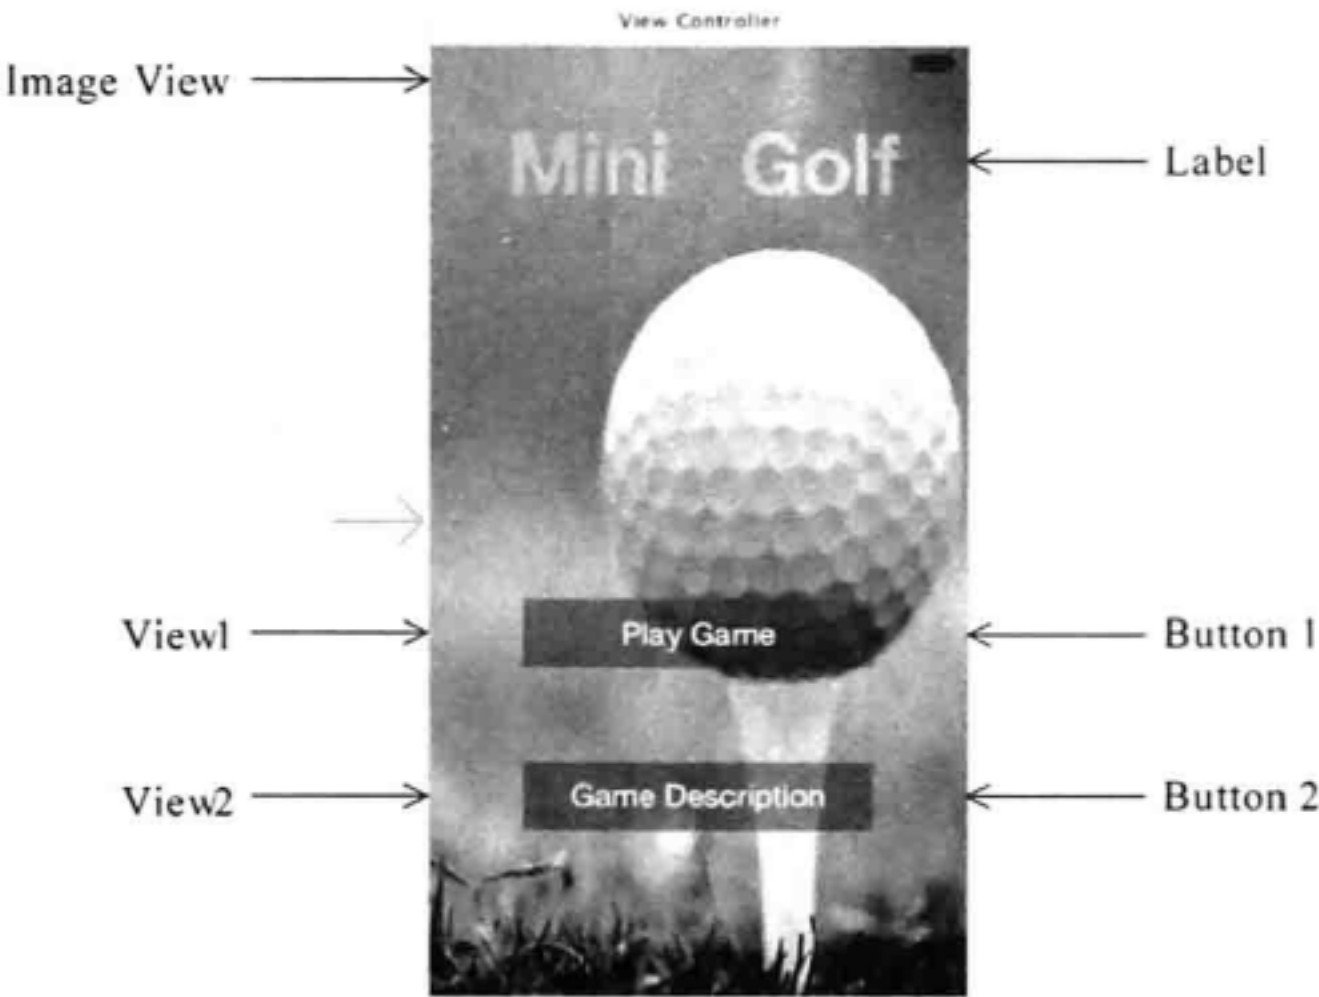 View Controller
Image View
Mini Golf
Label
View1
Play Game
Button 1
View2
Game Description
Button 2